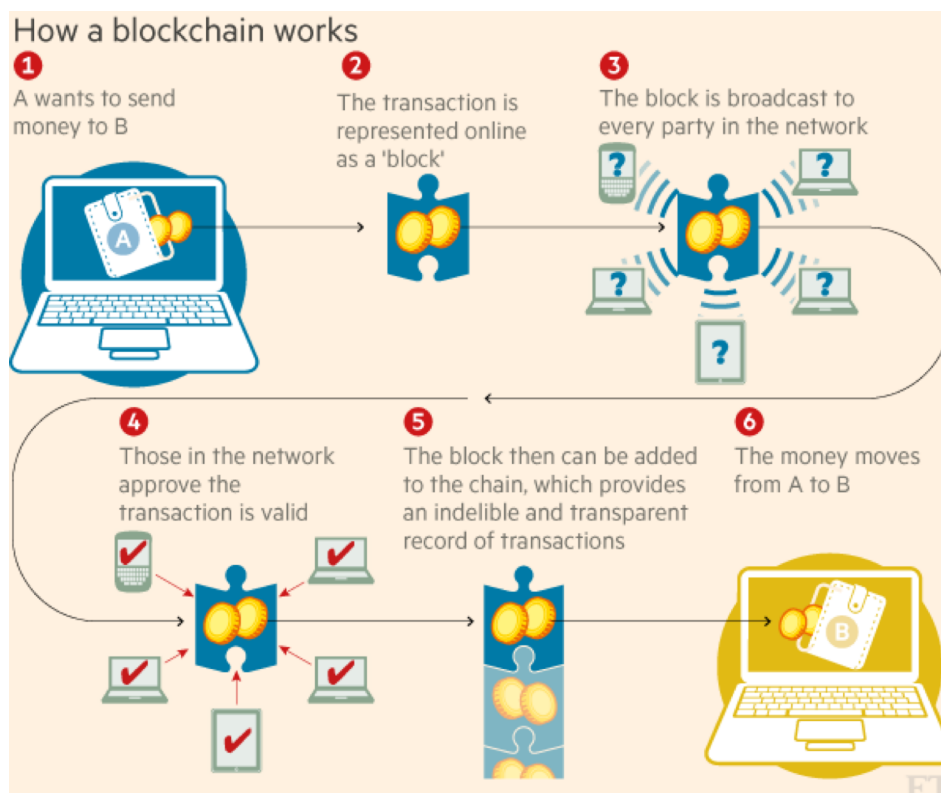 How a blockchain works
1
A wants to send
money to B
2
The transaction is
represented online
as a 'block'
3
The block is broadcast to
every party in the network
A
?
?
?
?
?
4
Those in the network
approve the
transaction is valid
5
The block then can be added
to the chain, which provides
an indelible and transparent
record of transactions
6
The money moves
from A to B
B
FT